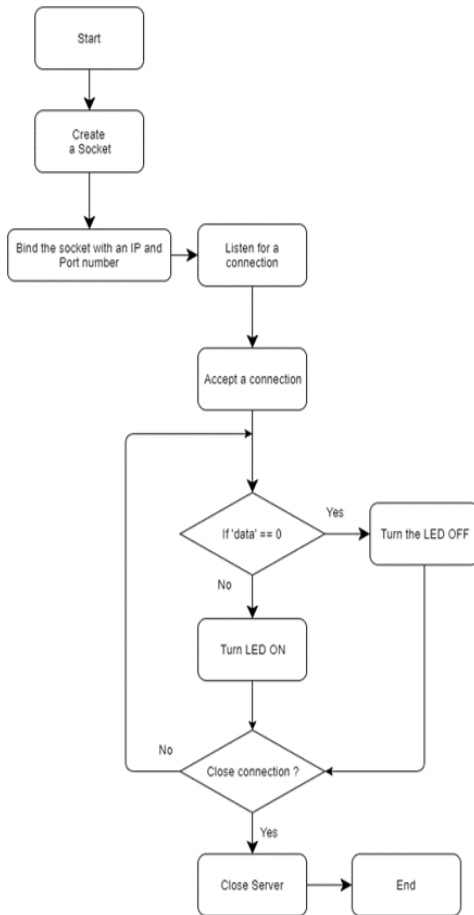 Start
Create
a Socket
Bind the socket with an IP and
Port number
Listen for a
connection
Accept a connection
If 'data' == 0
Yes
Turn the LED OFF
No
Turn LED ON
Close connection ?
No
Yes
Close Server
End